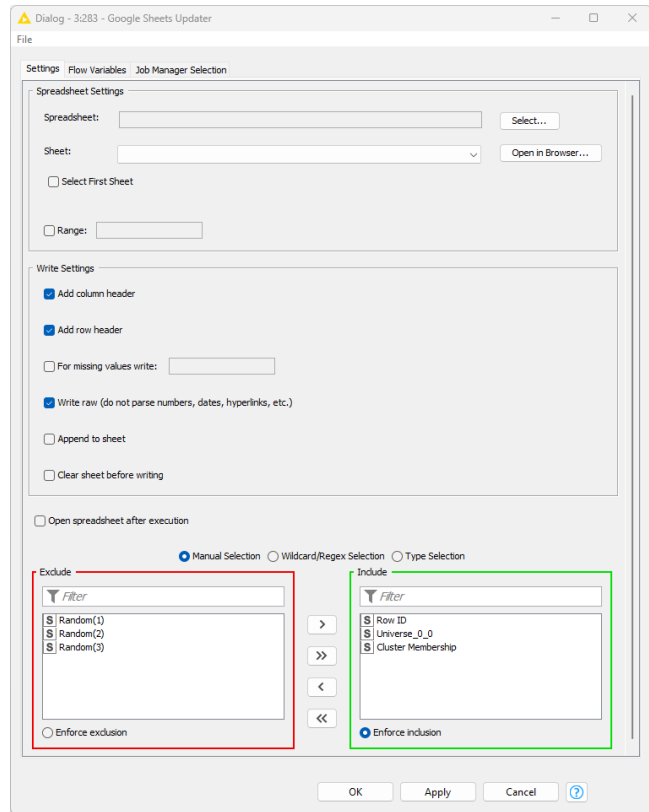 Dialog - 3:283 - Google Sheets Updater
File
Settings Flow Variables Job Manager Selection
Spreadsheet Settings
Spreadsheet: Select...
Sheet: Open in Browser...
Select First Sheet
Range:
Write Settings
Add column header
Add row header
For missing values write:
Write raw (do not parse numbers, dates, hyperlinks, etc.)
Append to sheet
Clear sheet before writing
Open spreadsheet after execution
Manual Selection Wildcard/Regex Selection Type Selection
Exclude Include
Filter Filter
S Random(1) > S Row ID
S Random(2) S Universe_0_0
S Random(3) >> S Cluster Membership
<
<<
Enforce exclusion Enforce inclusion
OK Apply Cancel ?